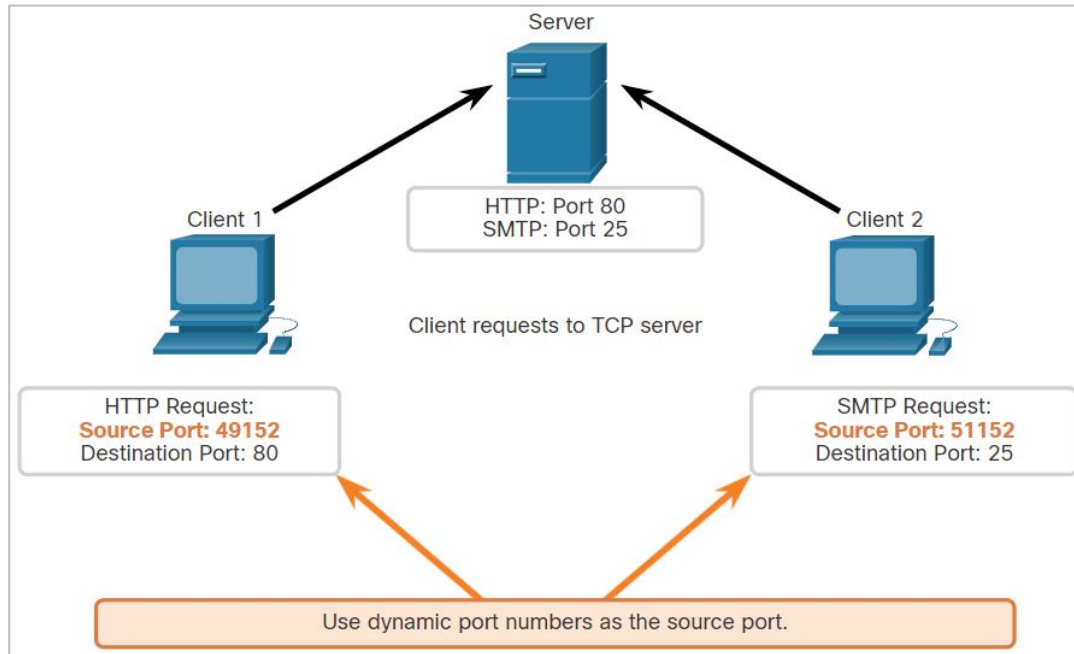 Server
HTTP: Port 80
SMTP: Port 25
Client 1
Client 2
Client requests to TCP server
HTTP Request:
Source Port: 49152
Destination Port: 80
SMTP Request:
Source Port: 51152
Destination Port: 25
Use dynamic port numbers as the source port.